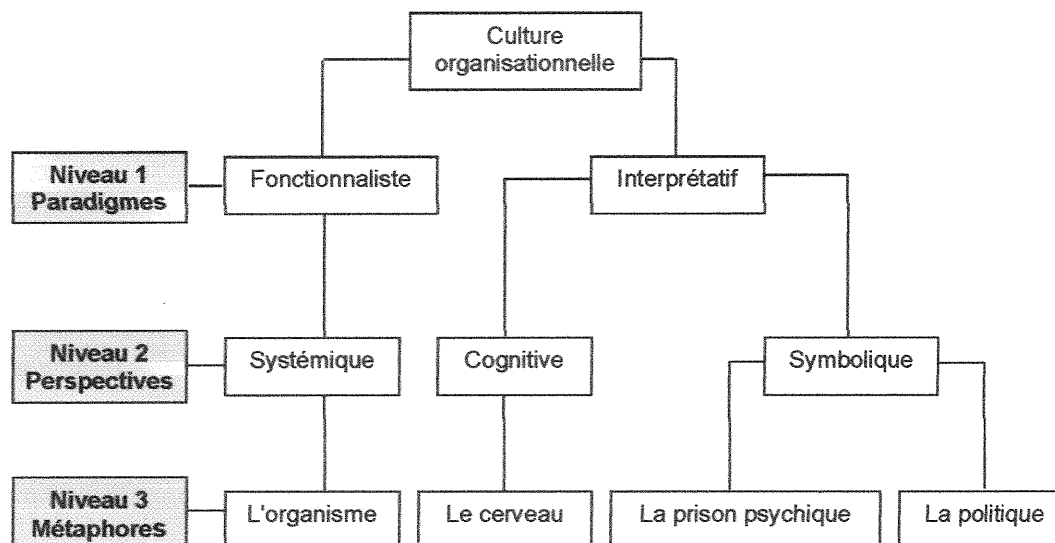 Culture
organisationnelle
Niveau 1
Paradigmes
Fonctionnaliste
Interprétatif
Niveau 2
Perspectives
Systémique
Cognitive
Symbolique
Niveau 3
Métaphores
L'organisme
Le cerveau
La prison psychique
La politique